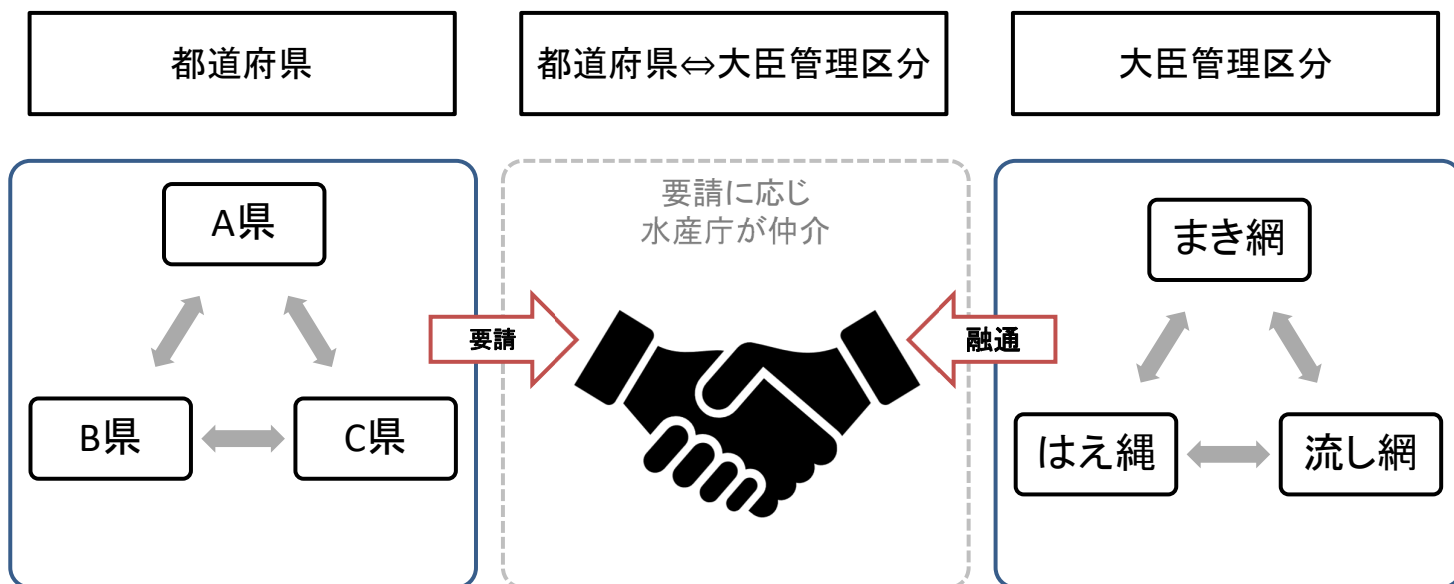 都道府県
都道府県⇔大臣管理区分
大臣管理区分
A県
B県
C県
要請
要請に応じ
水産庁が仲介
融通
まき網
はえ縄
流し網